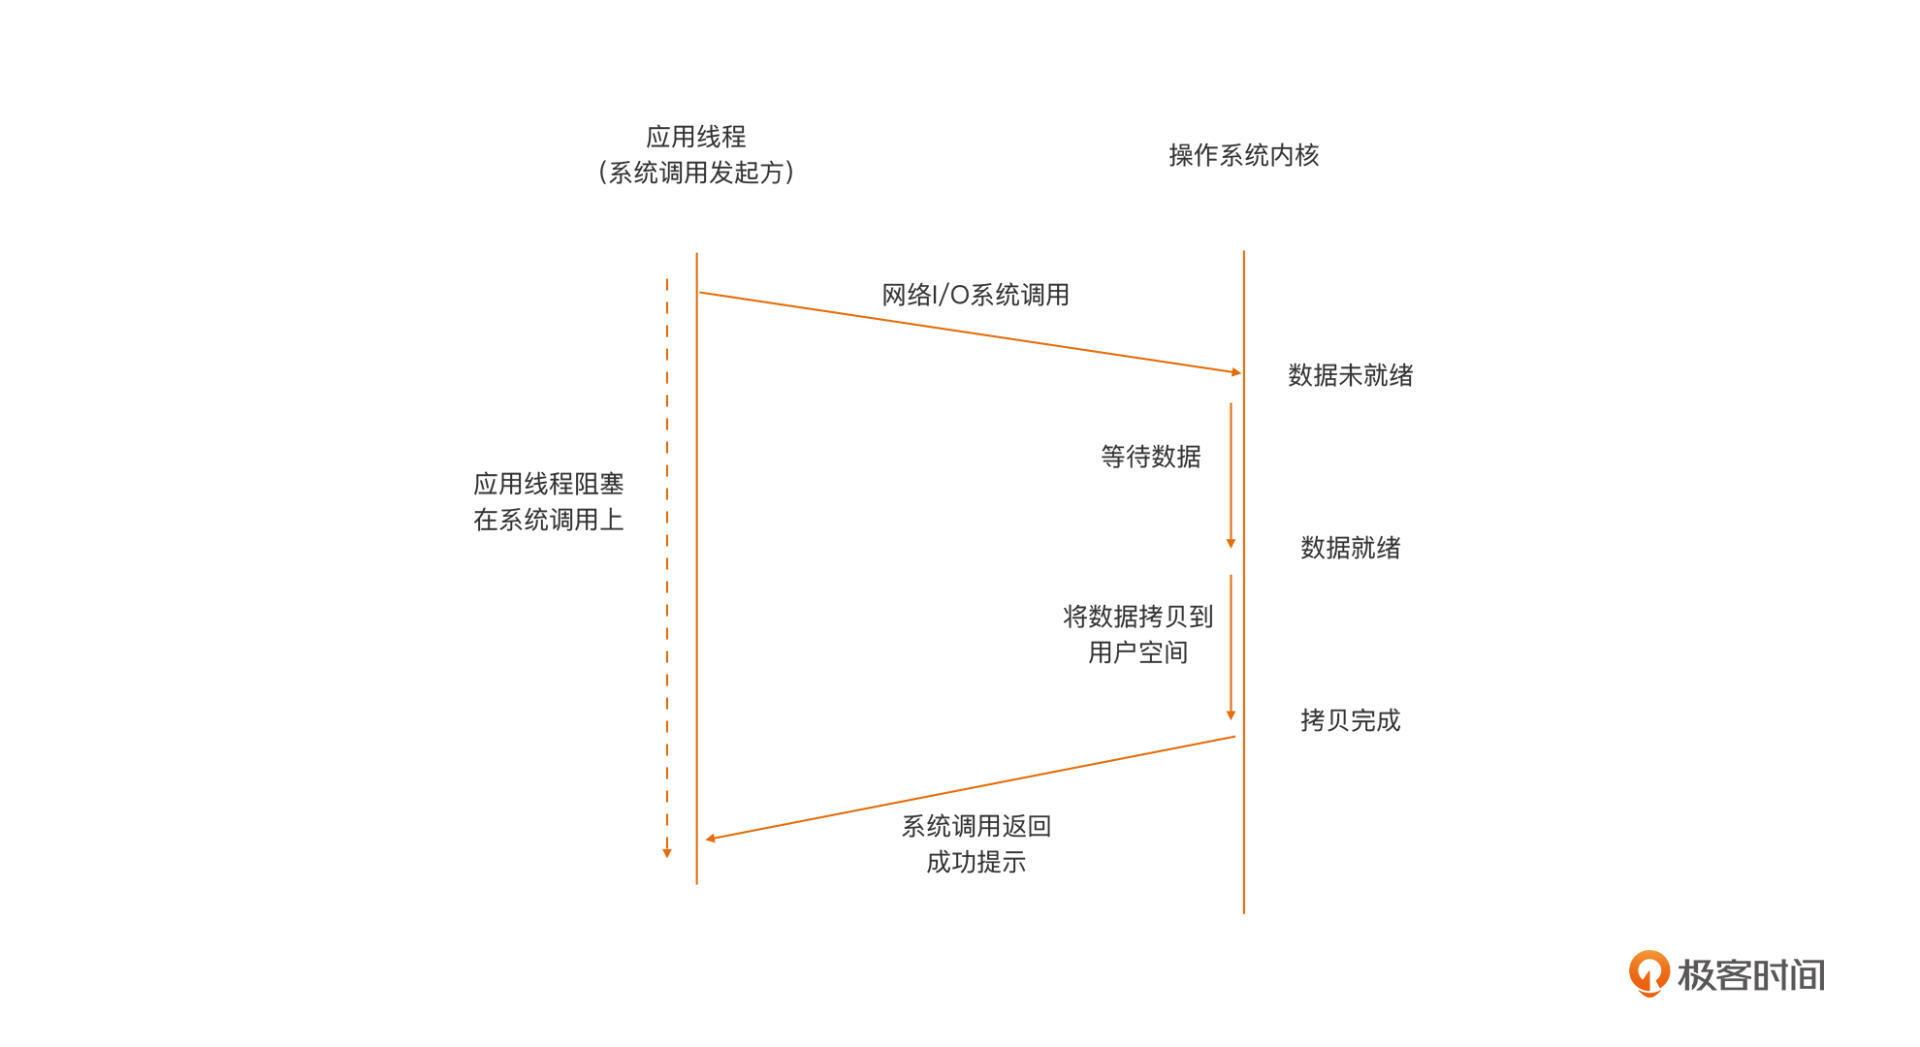 应用线程
(系统调用发起方)
操作系统内核
网络I/O系统调用
数据未就绪
等待数据
应用线程阻塞
在系统调用上
数据就绪
将数据拷贝到
用户空间
拷贝完成
系统调用返回
成功提示
极客时间